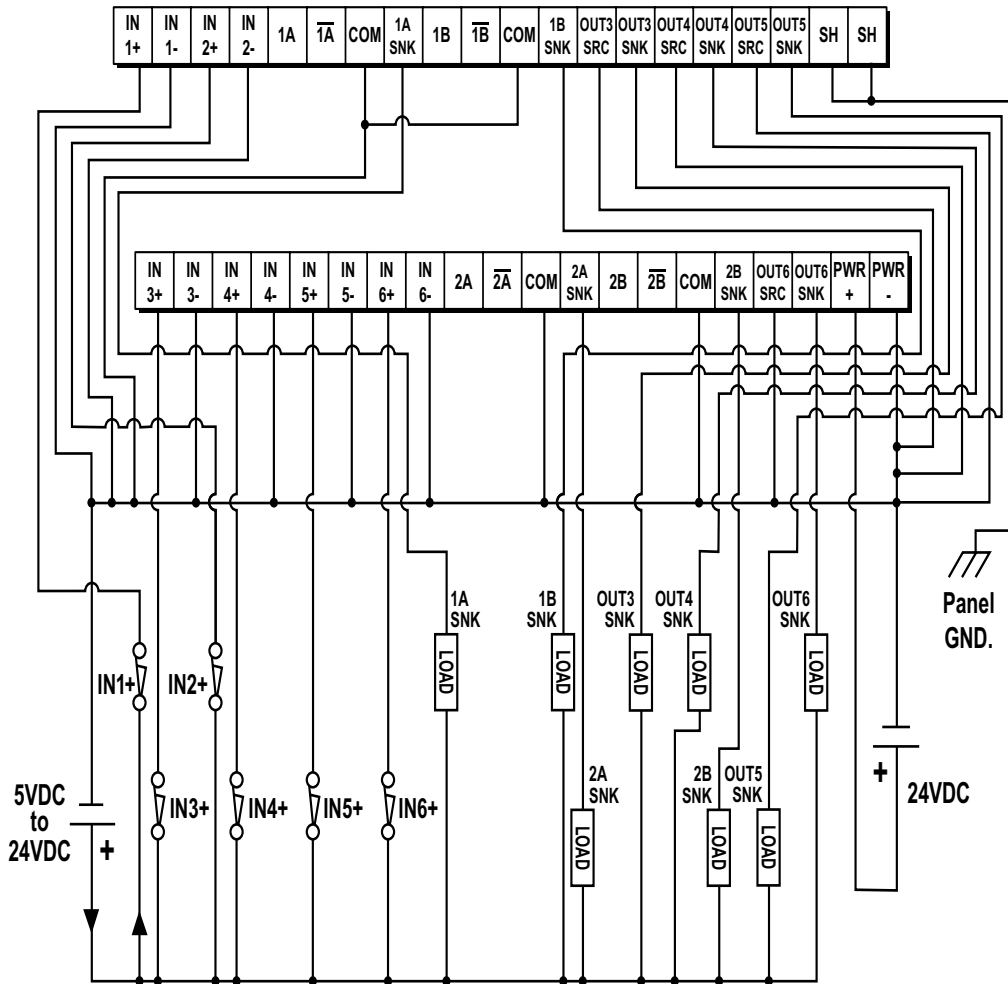 IN 1+
IN 1-
IN 2+
IN 2-
1A
1A̅
COM
1A SNK
1B
1B̅
COM
1B SNK
OUT3 SRC
OUT3 SNK
OUT4 SRC
OUT4 SNK
OUT5 SRC
OUT5 SNK
SH
SH
IN 3+
IN 3-
IN 4+
IN 4-
IN 5+
IN 5-
IN 6+
IN 6-
2A
2A̅
COM
2A SNK
2B
2B̅
COM
2B SNK
OUT6 SRC
OUT6 SNK
PWR +
PWR -
Panel
GND.
1A
SNK
1B
SNK
OUT3
SNK
OUT4
SNK
OUT6
SNK
LOAD
LOAD
LOAD
LOAD
LOAD
IN1+
IN2+
2A
SNK
2B
SNK
OUT5
SNK
LOAD
LOAD
LOAD
IN3+
IN4+
IN5+
IN6+
5VDC
to
24VDC
+
+
24VDC